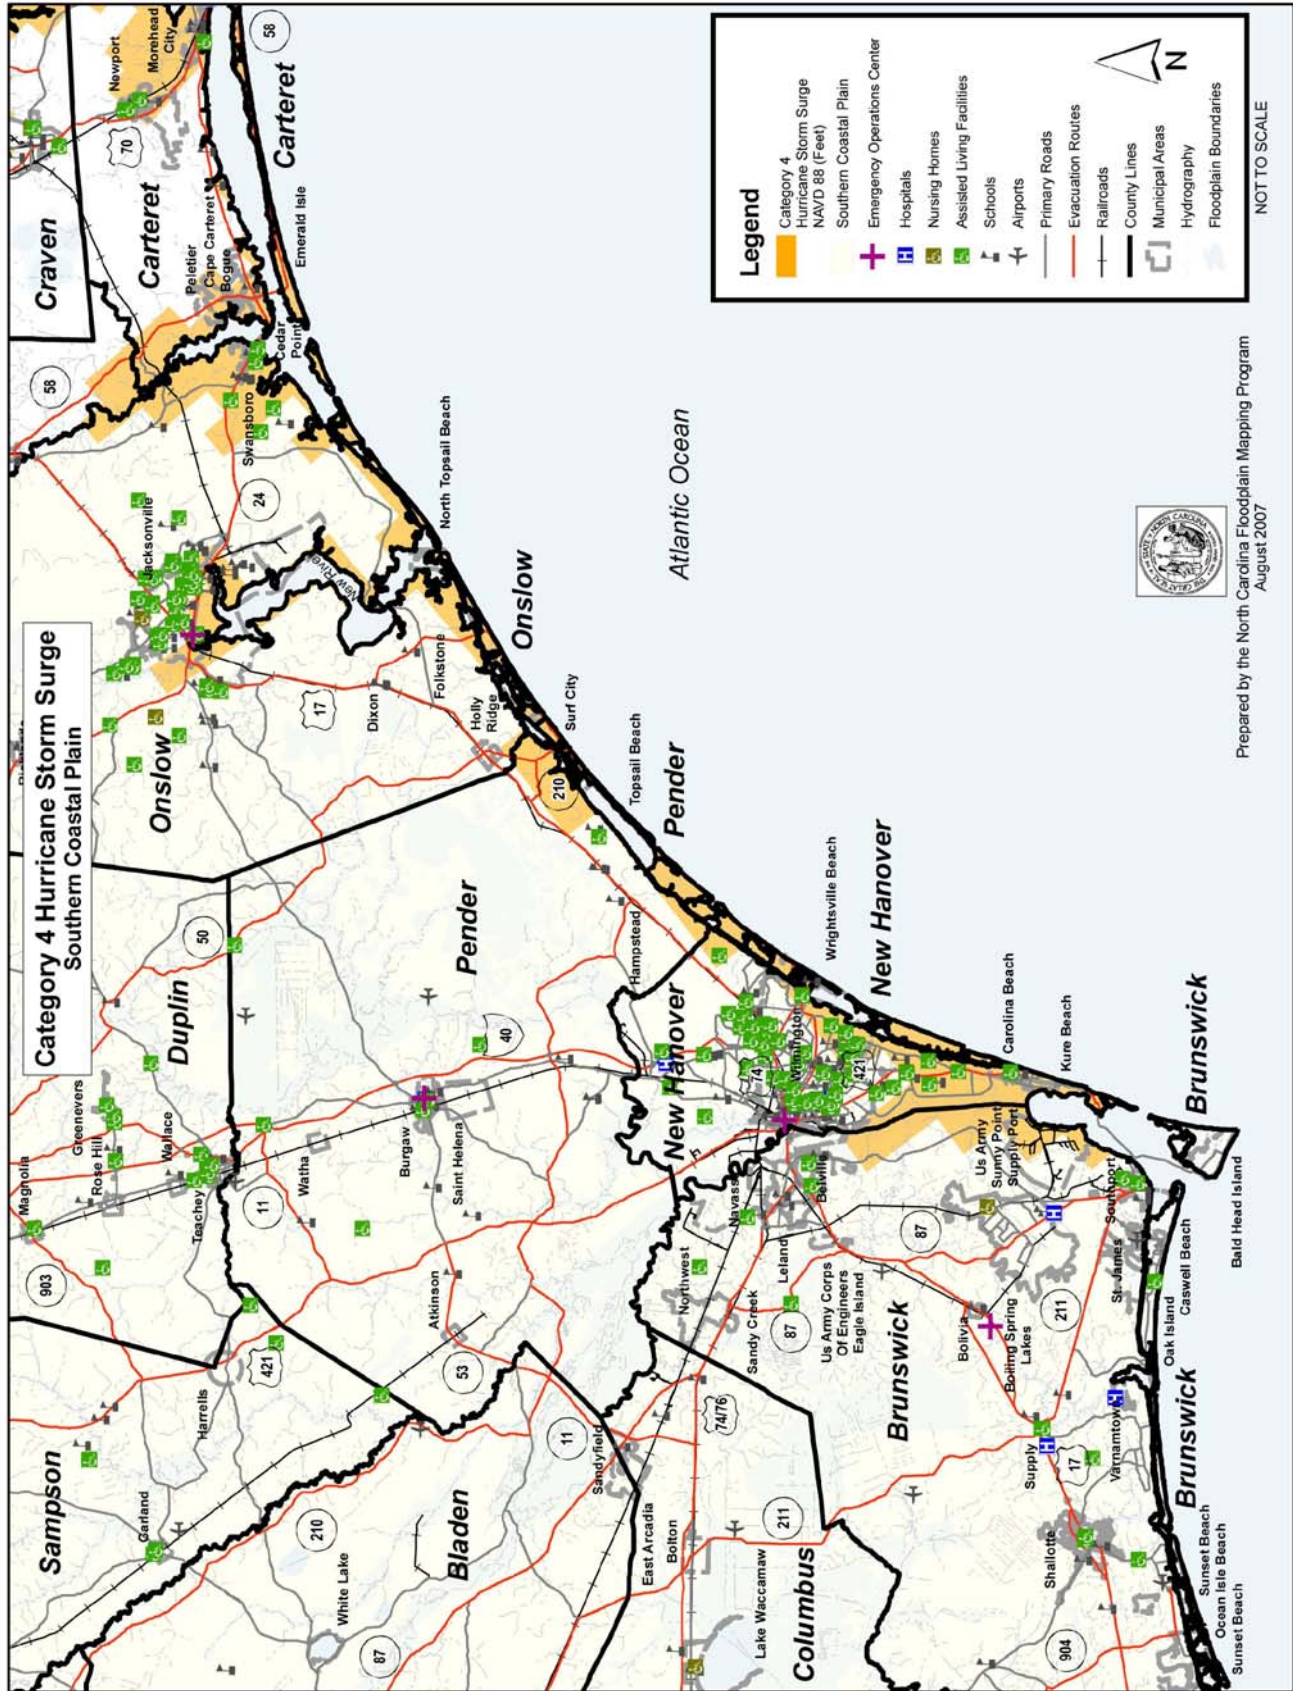 Category 4 Hurricane Storm Surge
Southern Coastal Plain
Legend
Category 4
Hurricane Storm Surge
NAVD 88 (Feet)
Southern Coastal Plain
Emergency Operations Center
Hospitals
Nursing Homes
Assisted Living Facilities
Schools
Airports
Primary Roads
Evacuation Routes
Railroads
County Lines
Municipal Areas
Hydrography
Floodplain Boundaries
N
NOT TO SCALE
Prepared by the North Carolina Floodplain Mapping Program
August 2007
Atlantic Ocean
Sampson
Duplin
Onslow
Craven
Carteret
Carteret
Pender
Pender
Onslow
New Hanover
New Hanover
Bladen
Columbus
Brunswick
Brunswick
Brunswick
Magnolia
Greenevers
Rose Hill
Wallace
Teachey
Harrells
Garland
White Lake
Watha
Burgaw
Saint Helena
Atkinson
Sandyfield
East Arcadia
Bolton
Lake Waccamaw
Hampstead
Jacksonville
Swansboro
New River
Dixon
Folkstone
Holly
Ridge
Surf City
Topsail Beach
North Topsail Beach
Cedar
Point
Peletier
Cape Carteret
Bogue
Emerald Isle
Newport
Morehead
City
Wrightsville Beach
Wilmington
Carolina Beach
Kure Beach
Navassa
Belville
Leland
Northwest
Sandy Creek
Us Army Corps
Of Engineers
Eagle Island
Us Army
Sunny Point
Supply Port
Bolivia
Boiling Spring
Lakes
Southport
St. James
Bald Head Island
Caswell Beach
Oak Island
Varnamtown
Supply
Shallotte
Sunset Beach
Ocean Isle Beach
Sunset Beach
903
50
11
421
53
210
87
11
40
17
24
58
70
58
210
74
421
74/76
211
87
87
211
17
904